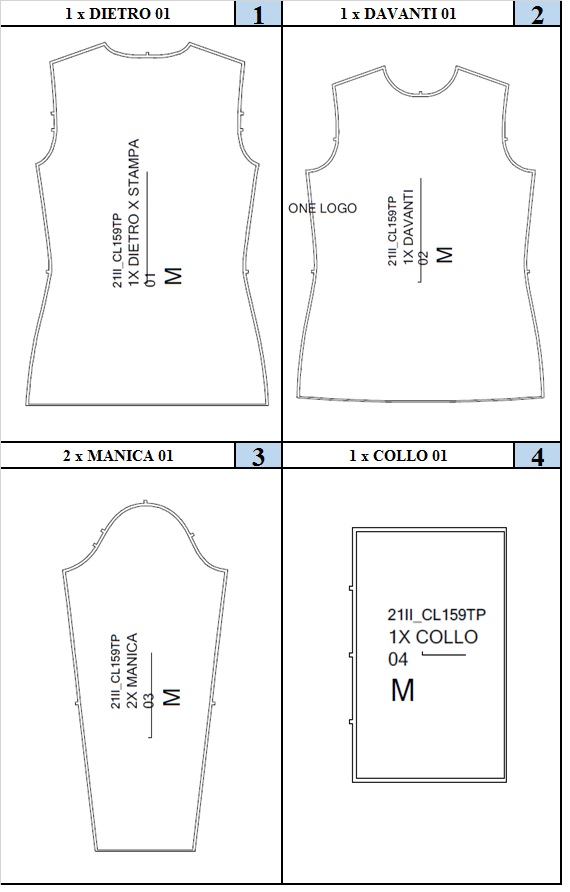 1 x DIETRO 01
1
1 x DAVANTI 01
2
21II_CL159TP
1X DIETRO X STAMPA
01
M
ONE LOGO
21II_CL159TP
1X DAVANTI
02
M
2 x MANICA 01
3
1 x COLLO 01
4
21II_CL159TP
2X MANICA
03
M
21II_CL159TP
1X COLLO
04
M